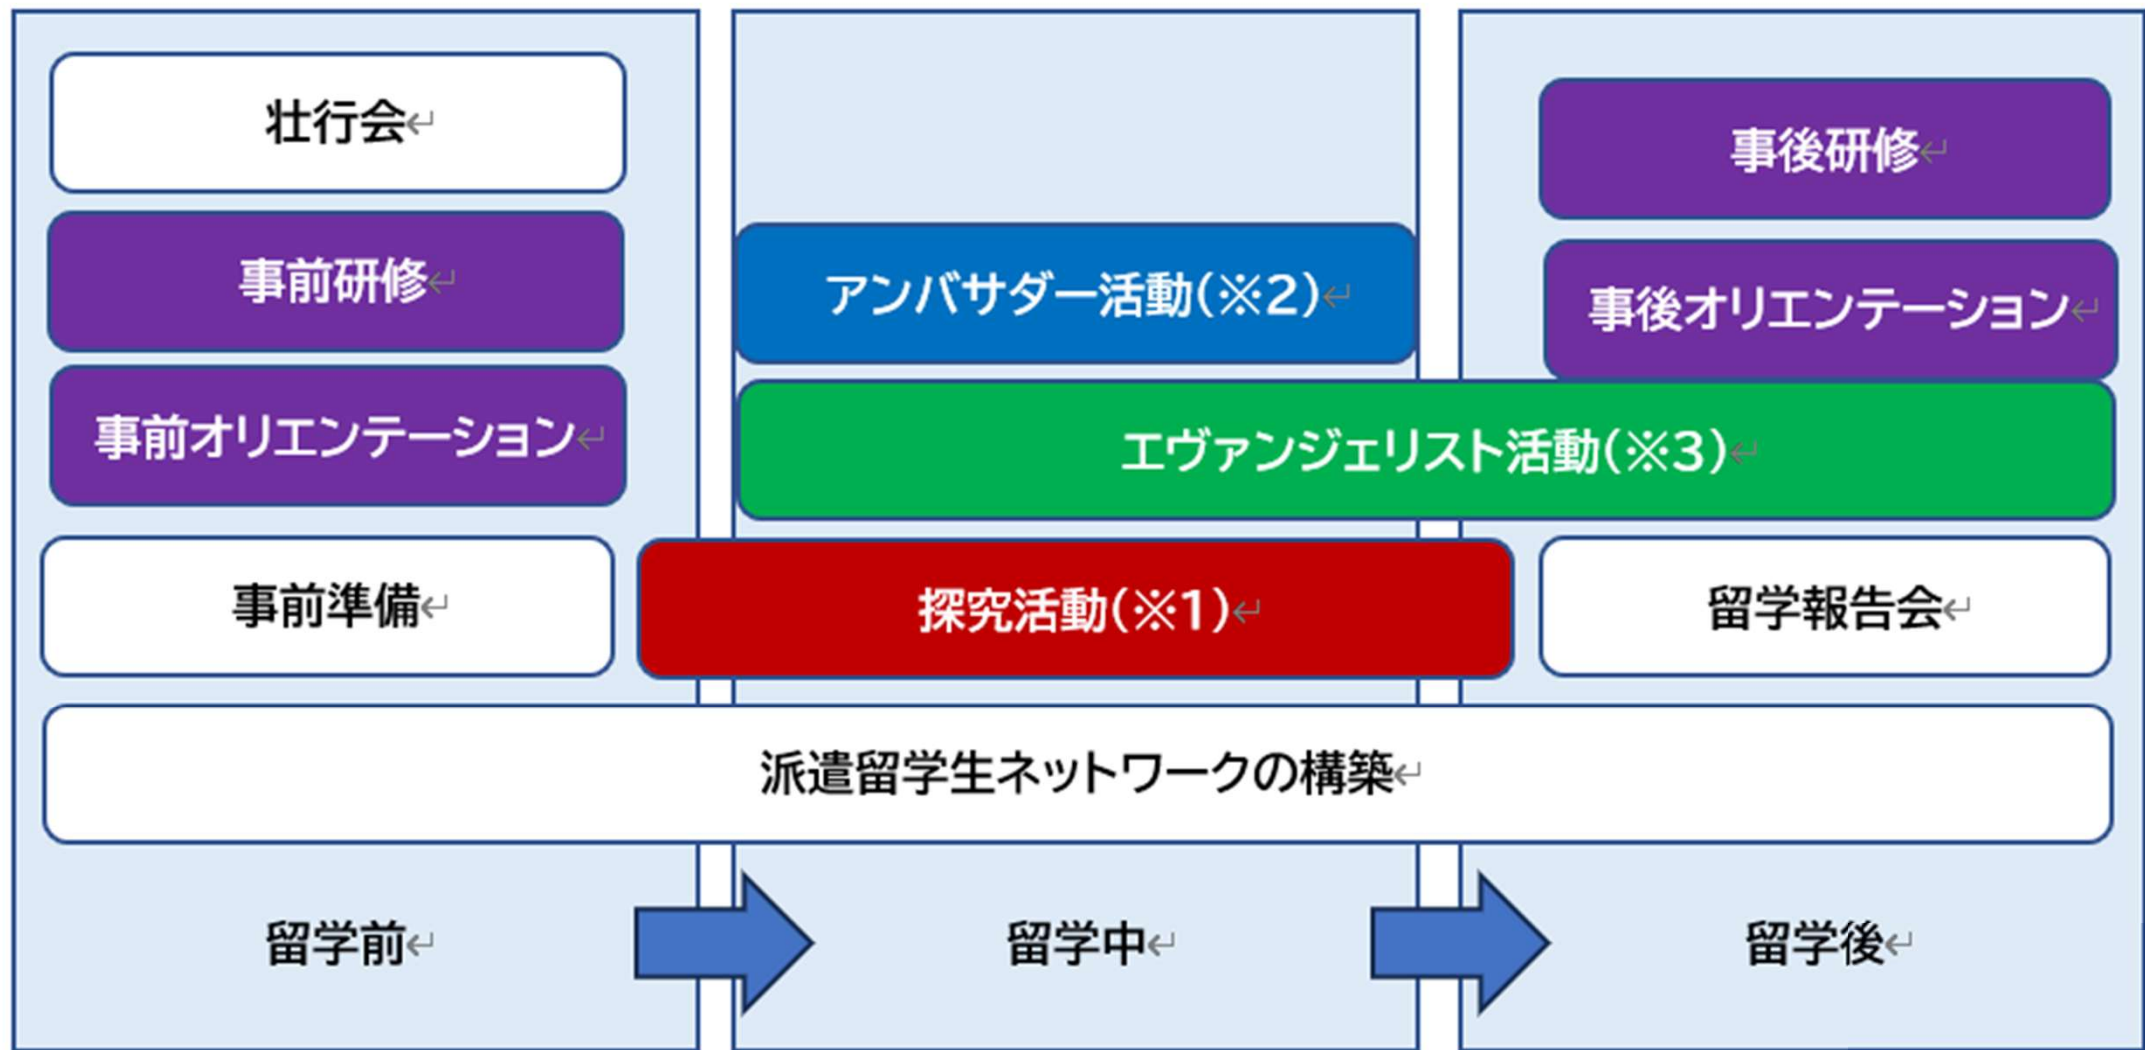 壮行会
事前研修
事前オリエンテーション
事前準備
アンバサダー活動(※2)
事後研修
事後オリエンテーション
エヴァンジェリスト活動(※3)
探究活動(※1)
留学報告会
派遣留学生ネットワークの構築
留学前
留学中
留学後